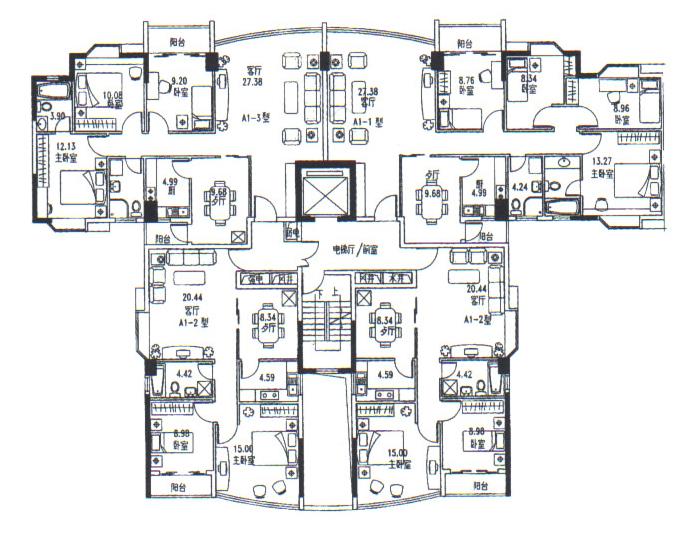 阳台
阳台
客厅
27.38
A1-3型
27.38
客厅
A1-1型
9.20
卧室
10.08
卧室
3.90
12.13
主卧室
8.76
卧室
8.34
卧室
8.96
卧室
13.27
主卧室
4.99
厨
9.68
夕厅
夕厅
9.68
厨
4.99
4.24
阳台
阳台
弱电
电梯厅/前室
强电
风井
风井
水井
下 上
20.44
客厅
A1-2型
8.34
夕厅
8.34
夕厅
20.44
客厅
A1-2型
4.42
4.59
4.59
4.42
8.98
卧室
15.00
主卧室
15.00
主卧室
8.98
卧室
阳台
阳台